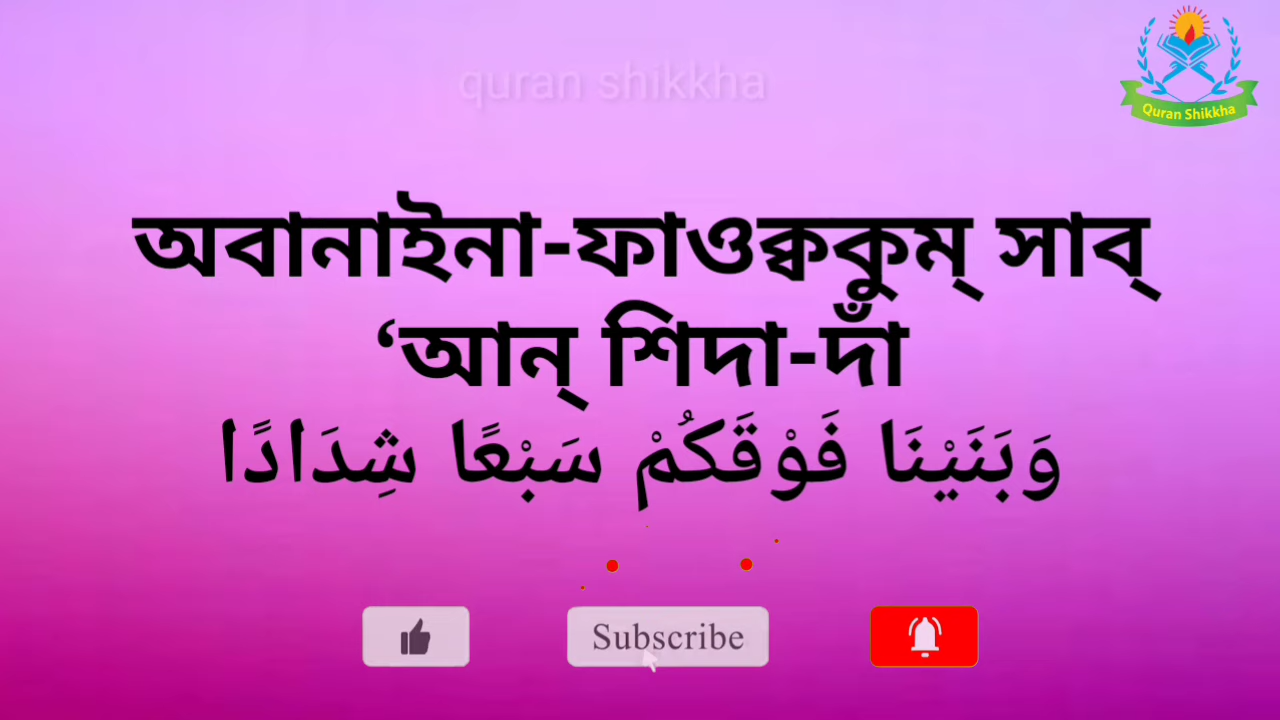 quran shikkha
Quran Shikkha
অবানাইনা-ফাওক্বকুম্ সাব্
‘আন্ শিদা-দাঁ
وَبَنَيْنَا فَوْقَكُمْ سَبْعًا شِدَادًا
Subscribe